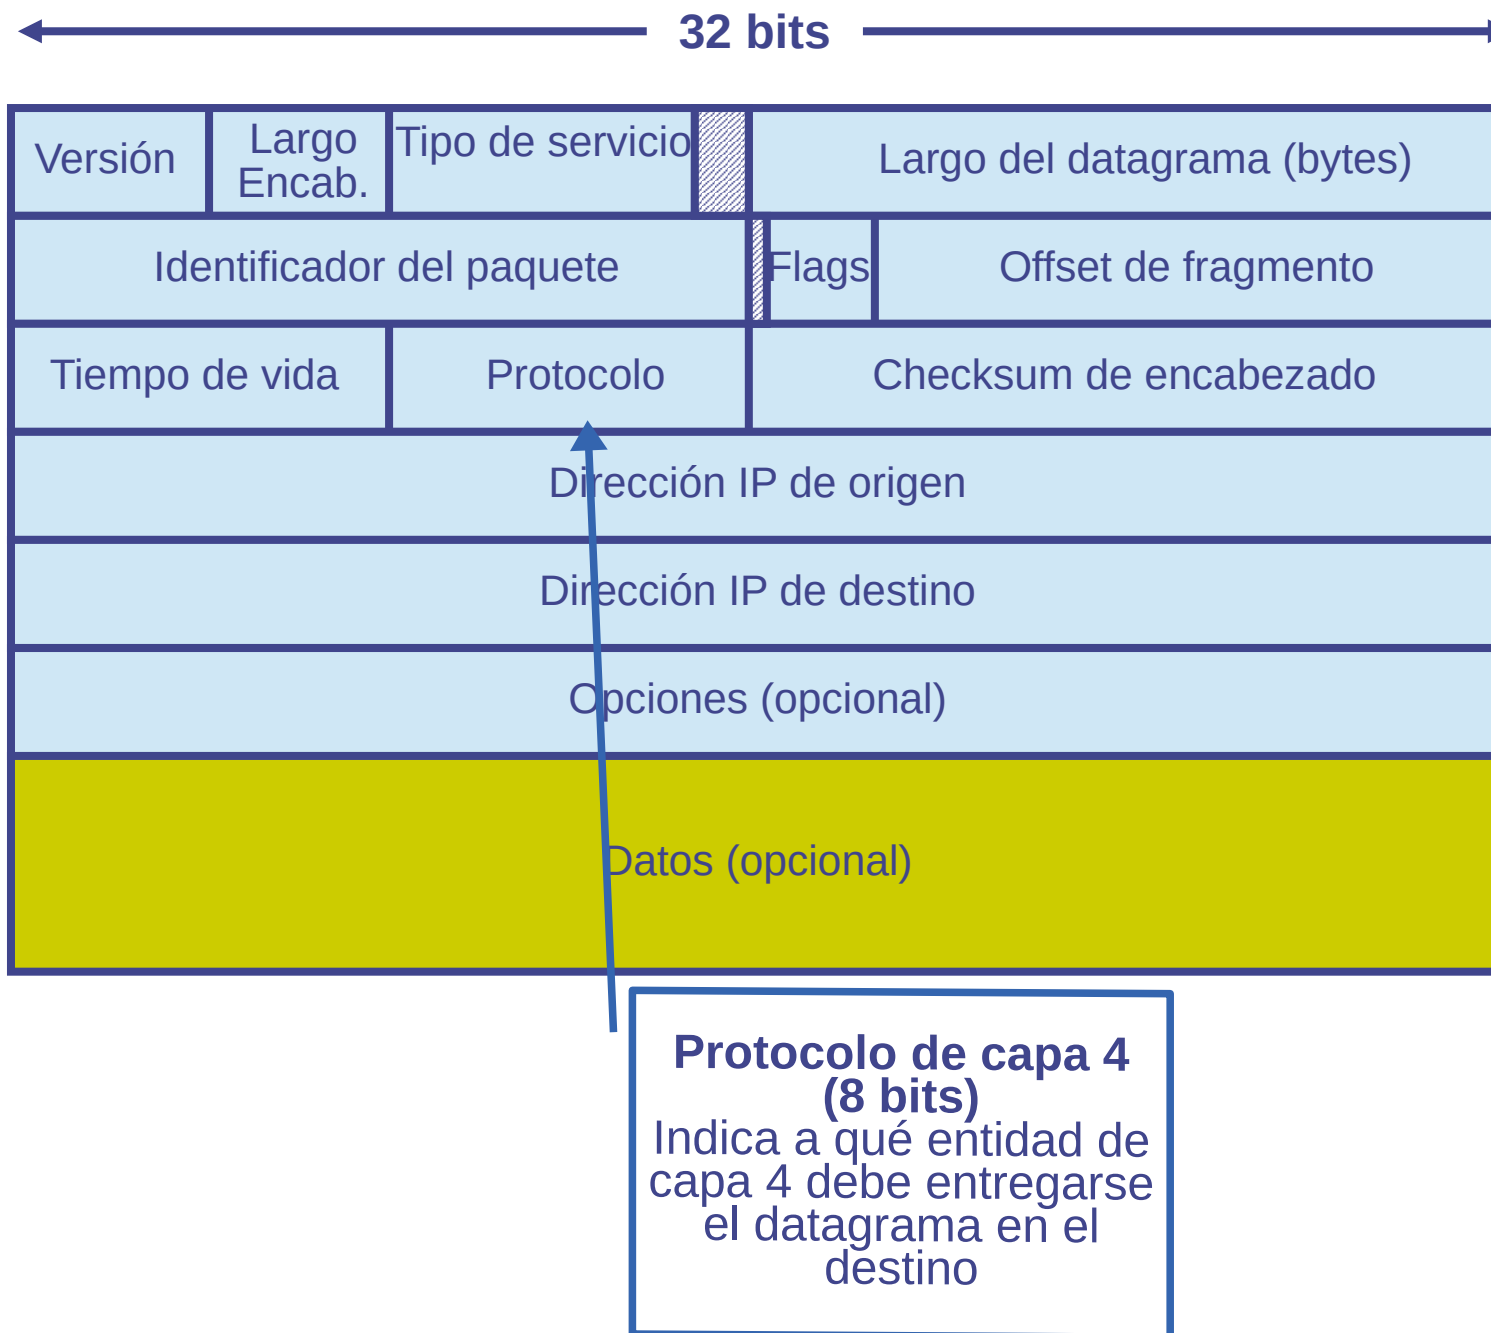 32 bits
Versión
Largo
Encab.
Tipo de servicio
Largo del datagrama (bytes)
Identificador del paquete
Flags
Offset de fragmento
Tiempo de vida
Protocolo
Checksum de encabezado
Dirección IP de origen
Dirección IP de destino
Opciones (opcional)
Datos (opcional)
Protocolo de capa 4
(8 bits)
Indica a qué entidad de
capa 4 debe entregarse
el datagrama en el
destino